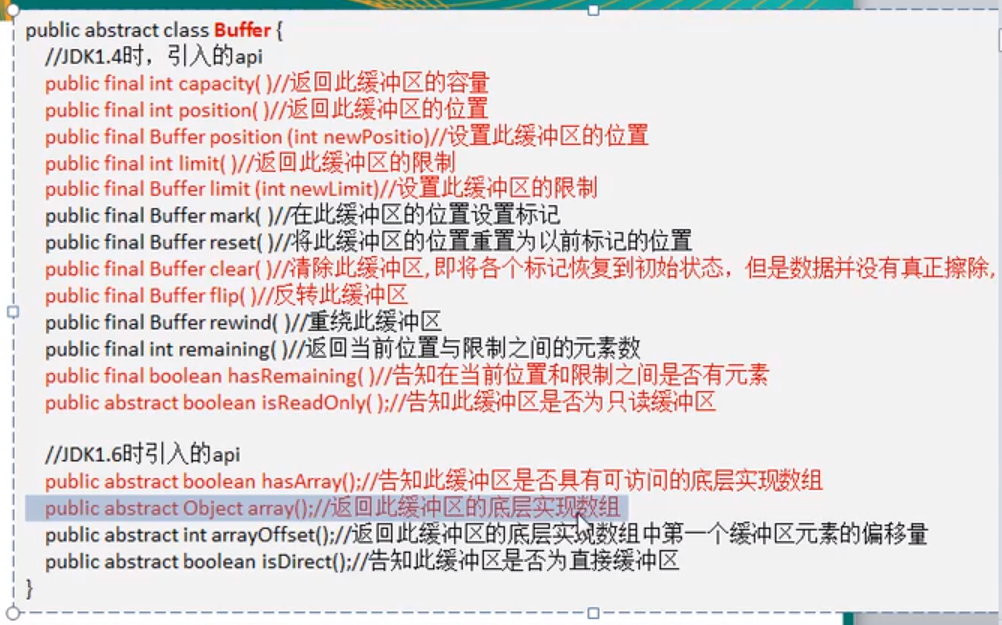 public abstract class Buffer {
//JDK1.4时，引入的api
public final int capacity( )//返回此缓冲区的容量
public final int position( )//返回此缓冲区的位置
public final Buffer position (int newPositio)//设置此缓冲区的位置
public final int limit( )//返回此缓冲区的限制
public final Buffer limit (int newLimit)//设置此缓冲区的限制
public final Buffer mark( )//在此缓冲区的位置设置标记
public final Buffer reset( )//将此缓冲区的位置重置为以前标记的位置
public final Buffer clear( )//清除此缓冲区, 即将各个标记恢复到初始状态，但是数据并没有真正擦除,
public final Buffer flip( )//反转此缓冲区
public final Buffer rewind( )//重绕此缓冲区
public final int remaining( )//返回当前位置与限制之间的元素数
public final boolean hasRemaining( )//告知在当前位置和限制之间是否有元素
public abstract boolean isReadOnly( );//告知此缓冲区是否为只读缓冲区
//JDK1.6时引入的api
public abstract boolean hasArray();//告知此缓冲区是否具有可访问的底层实现数组
public abstract Object array();//返回此缓冲区的底层实现数组
public abstract int arrayOffset();//返回此缓冲区的底层实现数组中第一个缓冲区元素的偏移量
public abstract boolean isDirect();//告知此缓冲区是否为直接缓冲区
}